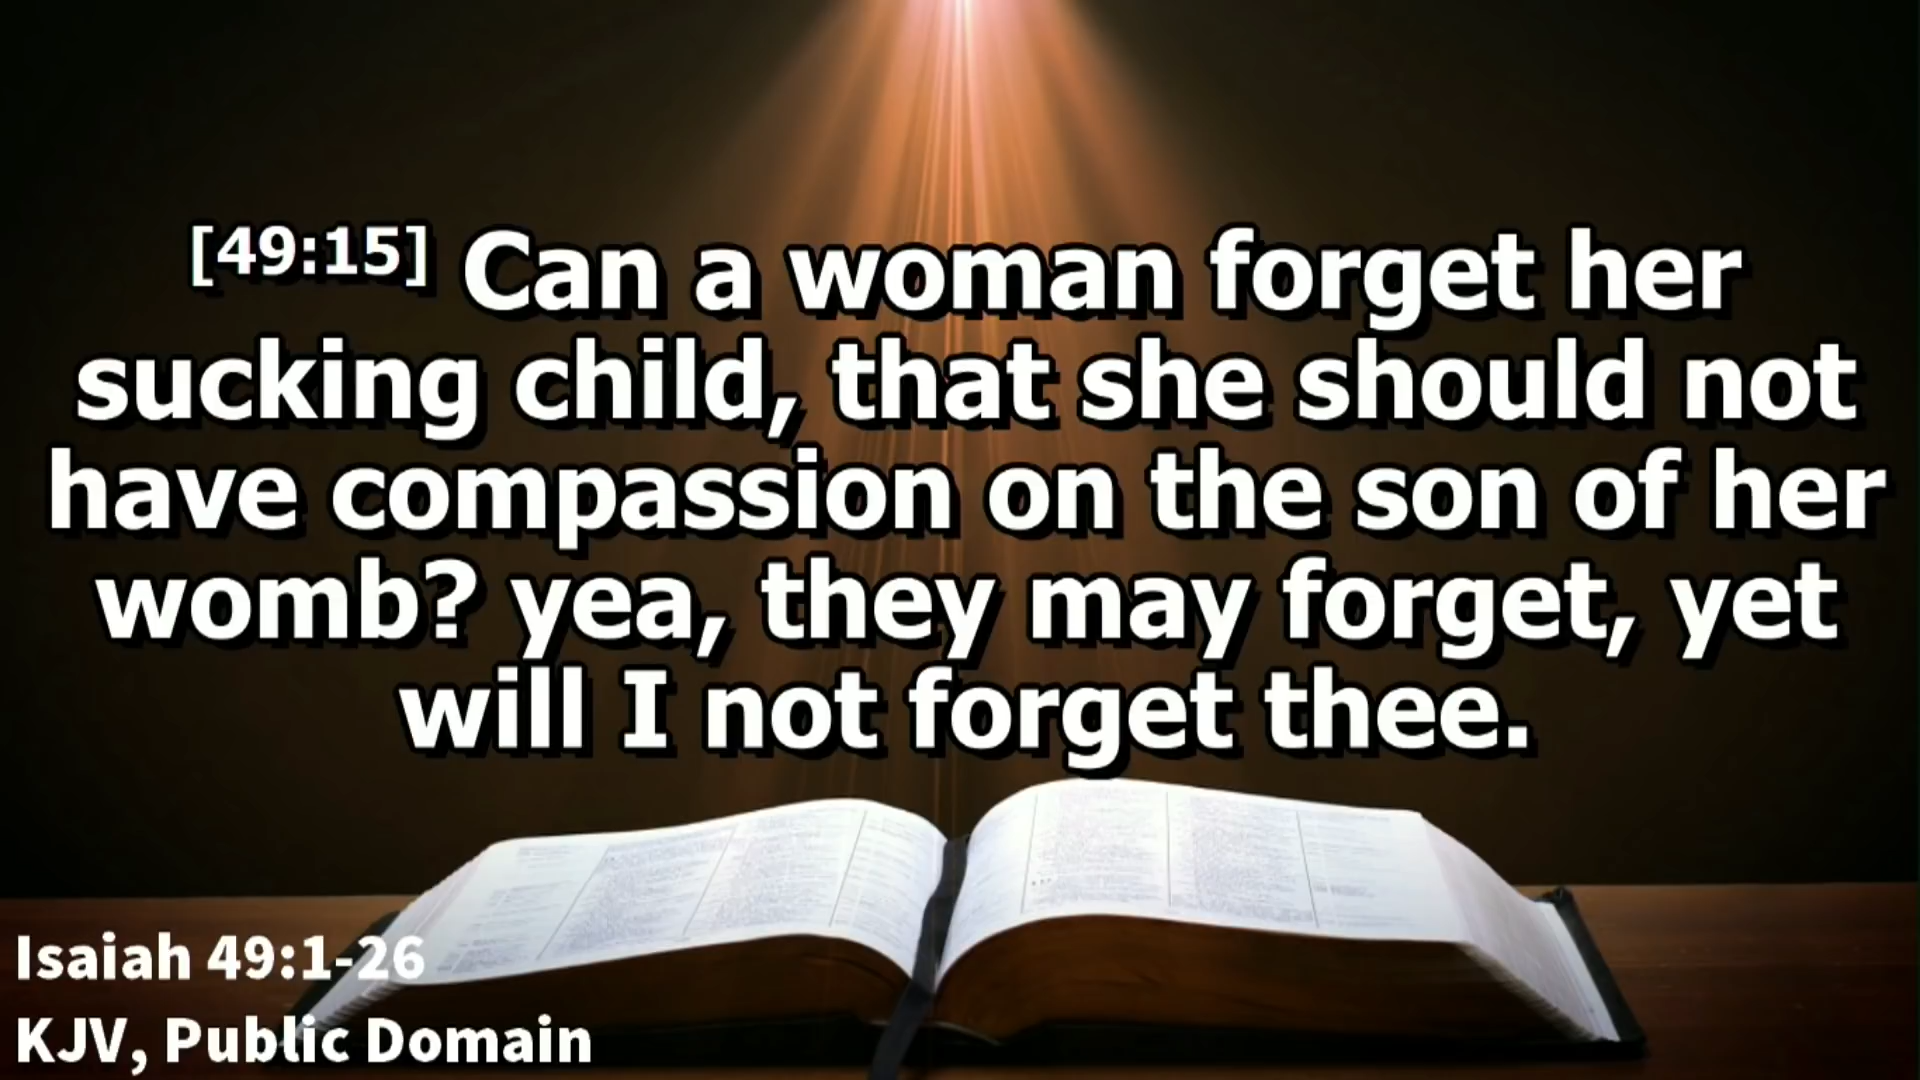 [49:15] Can a woman forget her
sucking child, that she should not
have compassion on the son of her
womb? yea, they may forget, yet
will I not forget thee.
Isaiah 49:1-26
KJV, Public Domain